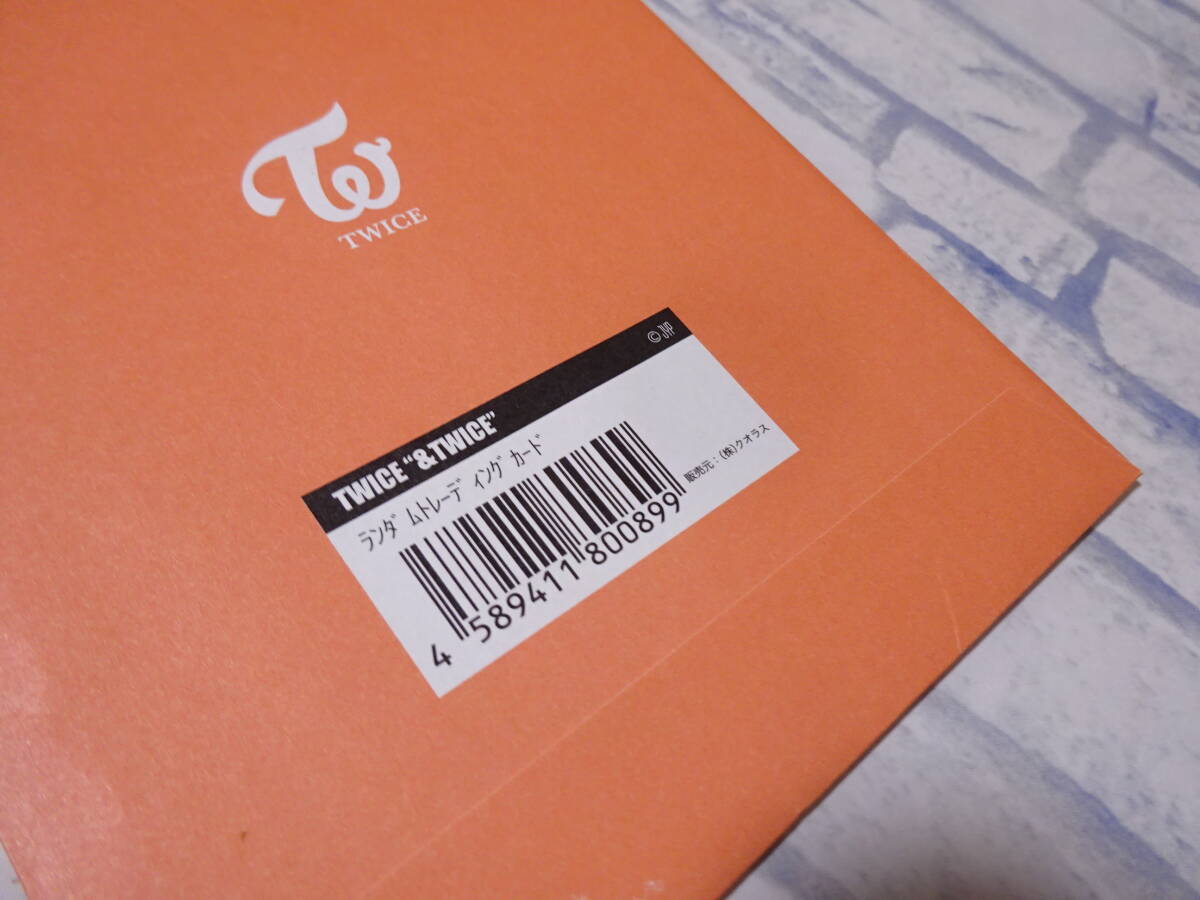 TWICE
© JYP
TWICE “&TWICE”
ランダムトレーディングカード
4 589411 800899
販売元：(株)クオラス